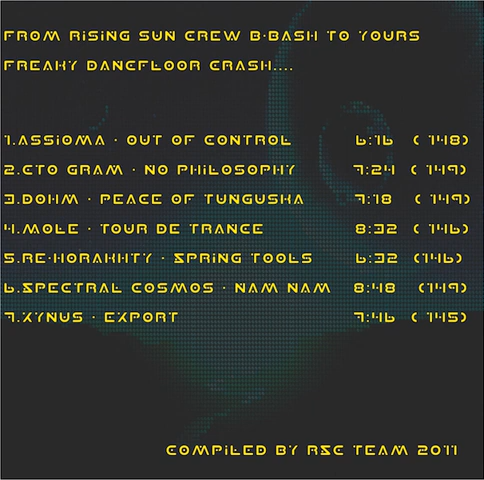 FROM RiSiNG SUN CREW B-BASH TO YOURS
FREAKY DANCFLOOR CRASH....
1.ASSiOMA - OUT OF CONTROL 6:16 ( 148)
2.CTO GRAM - NO PHiLOSOPHY 7:24 ( 149)
3.DOHM - PEACE OF TUNGUSKA 7:18 ( 149)
4.MOLE - TOUR DE TRANCE 8:32 ( 146)
5.RE-HORAKHTY - SPRiNG TOOLS 6:32 (146)
6.SPECTRAL COSMOS - NAM NAM 8:48 (149)
7.XYNUS - EXPORT 7:46 ( 145)
COMPiLED BY RSC TEAM 2011